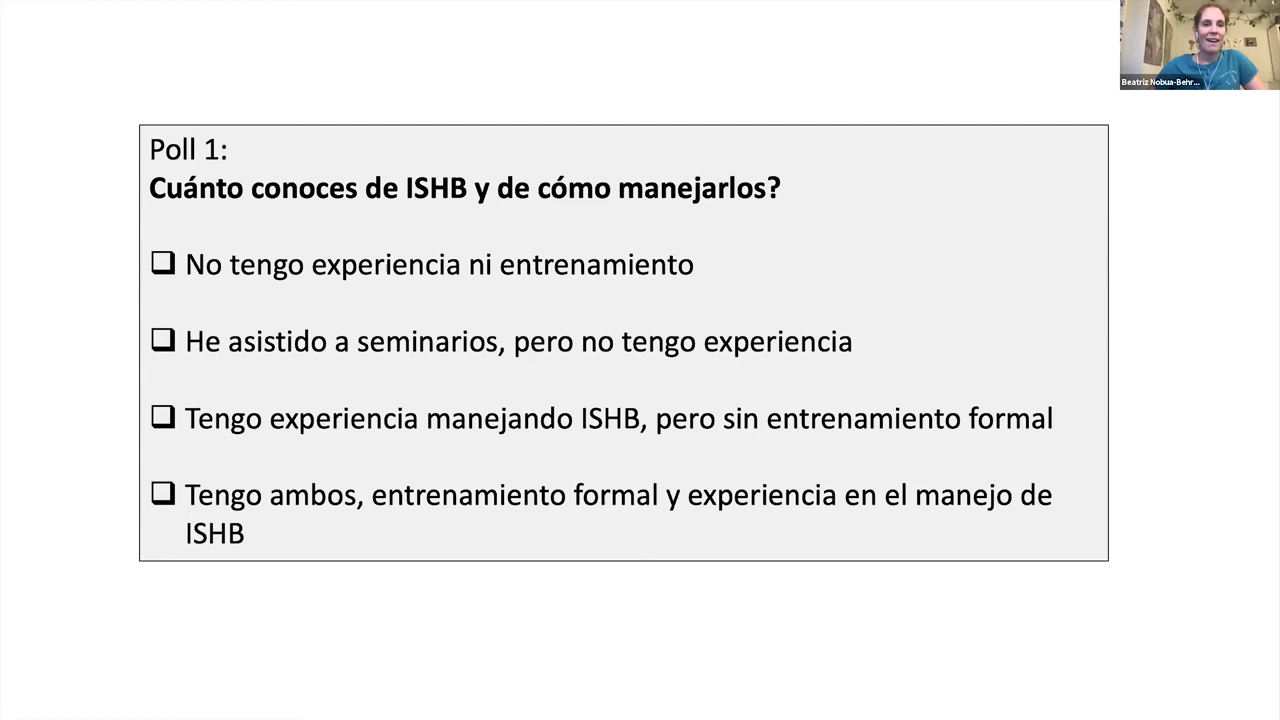 Beatriz Nobua-Behr...
Poll 1:
Cuánto conoces de ISHB y de cómo manejarlos?
❑ No tengo experiencia ni entrenamiento
❑ He asistido a seminarios, pero no tengo experiencia
❑ Tengo experiencia manejando ISHB, pero sin entrenamiento formal
❑ Tengo ambos, entrenamiento formal y experiencia en el manejo de
ISHB